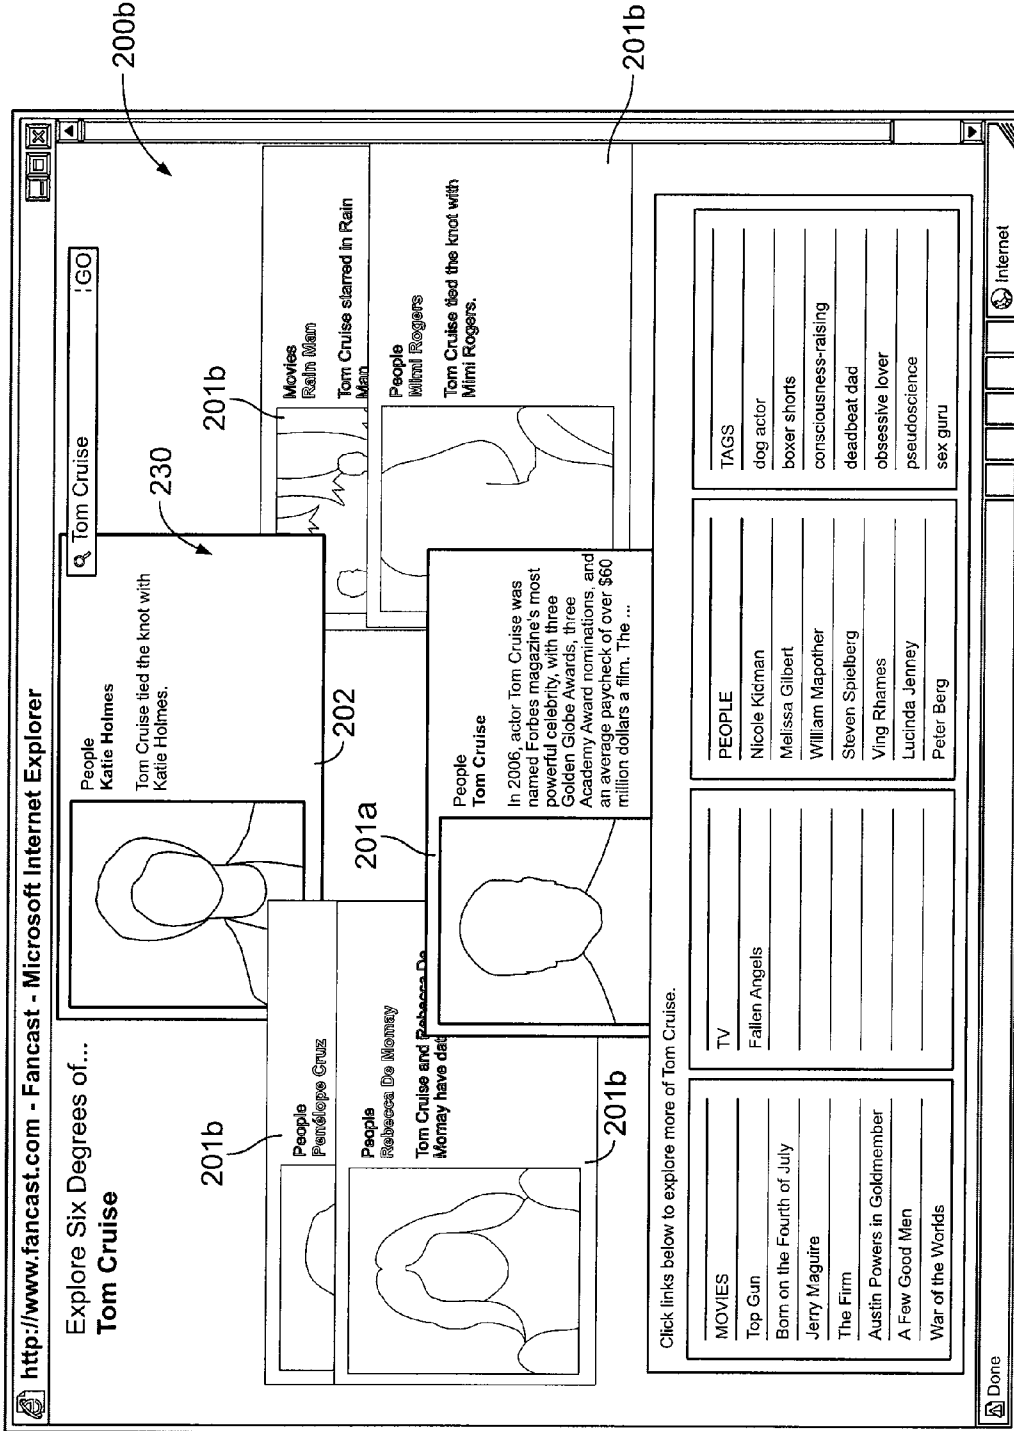 http://www.fancast.com - Fancast - Microsoft Internet Explorer
200b
Explore Six Degrees of...
Tom Cruise
Tom Cruise
GO
230
People
Katie Holmes
Tom Cruise tied the knot with
Katie Holmes.
202
201b
People
Penélope Cruz
201b
Movies
Rain Man
Tom Cruise starred in Rain
Man
People
Rebecca De Mornay
Tom Cruise and Rebecca De
Mornay have dat
201b
201a
People
Tom Cruise
In 2006, actor Tom Cruise was
named Forbes magazine's most
powerful celebrity, with three
Golden Globe Awards, three
Academy Award nominations, and
an average paycheck of over $60
million dollars a film. The ...
People
Mimi Rogers
Tom Cruise tied the knot with
Mimi Rogers.
201b
Click links below to explore more of Tom Cruise.
MOVIES
Top Gun
Born on the Fourth of July
Jerry Maguire
The Firm
Austin Powers in Goldmember
A Few Good Men
War of the Worlds
TV
Fallen Angels
PEOPLE
Nicole Kidman
Melissa Gilbert
William Mapother
Steven Spielberg
Ving Rhames
Lucinda Jenney
Peter Berg
TAGS
dog actor
boxer shorts
consciousness-raising
deadbeat dad
obsessive lover
pseudoscience
sex guru
Done
Internet